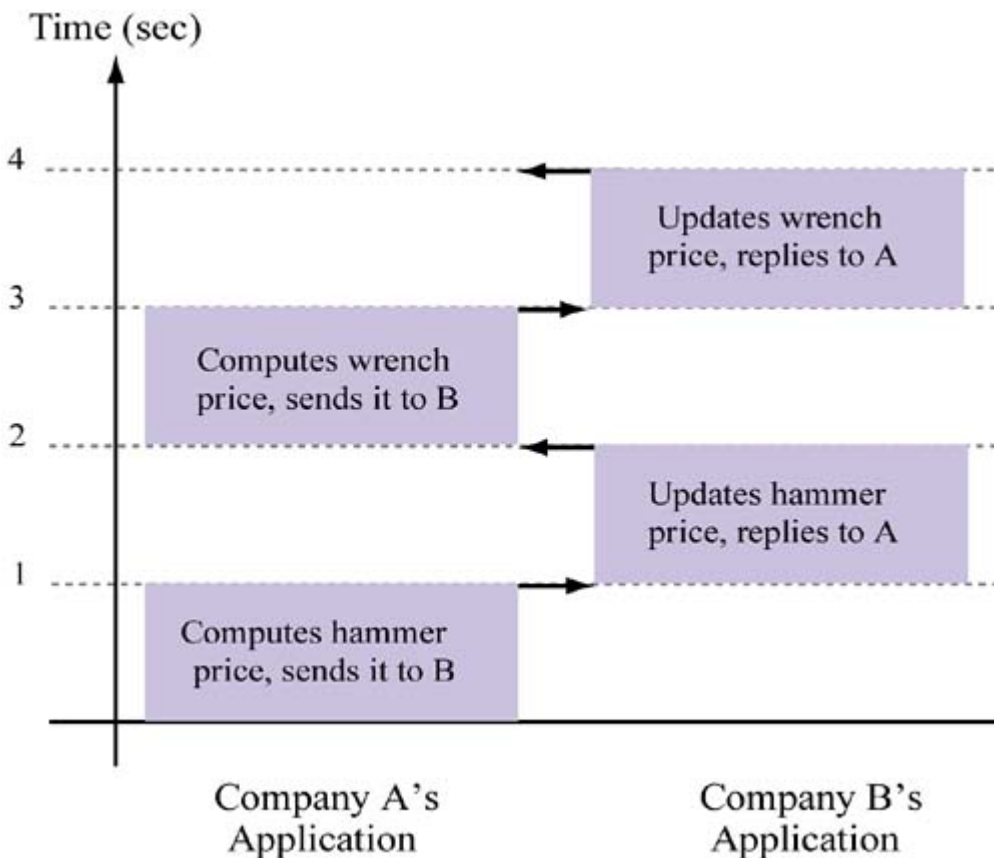 Time (sec)
4
Updates wrench
price, replies to A
3
Computes wrench
price, sends it to B
2
Updates hammer
price, replies to A
1
Computes hammer
price, sends it to B
Company A's
Application
Company B's
Application